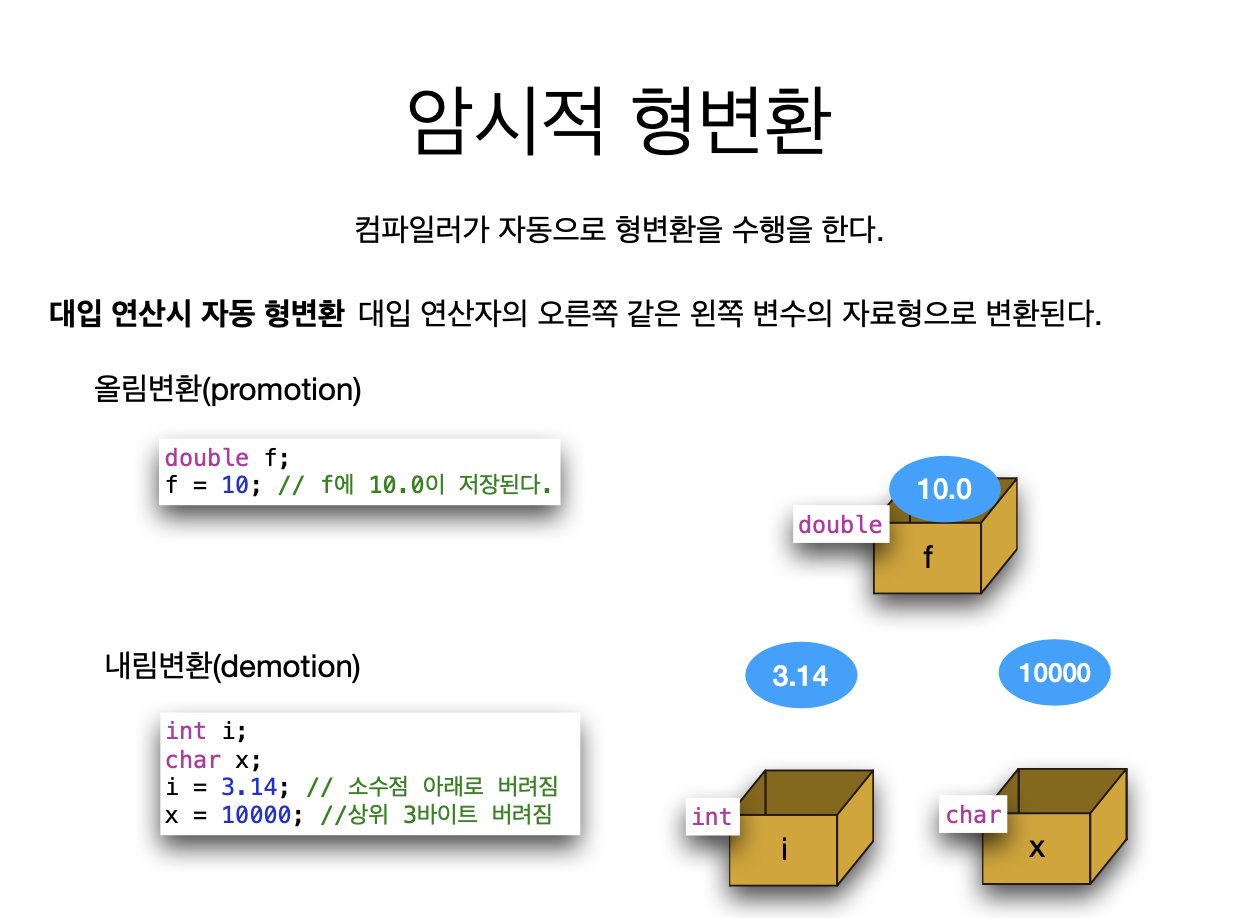 암시적 형변환
컴파일러가 자동으로 형변환을 수행을 한다.
대입 연산시 자동 형변환 대입 연산자의 오른쪽 같은 왼쪽 변수의 자료형으로 변환된다.
올림변환(promotion)
double f;
f = 10; // f에 10.0이 저장된다.
10.0
double
f
내림변환(demotion)
int i;
char x;
i = 3.14; // 소수점 아래로 버려짐
x = 10000; //상위 3바이트 버려짐
3.14
int
i
10000
char
x